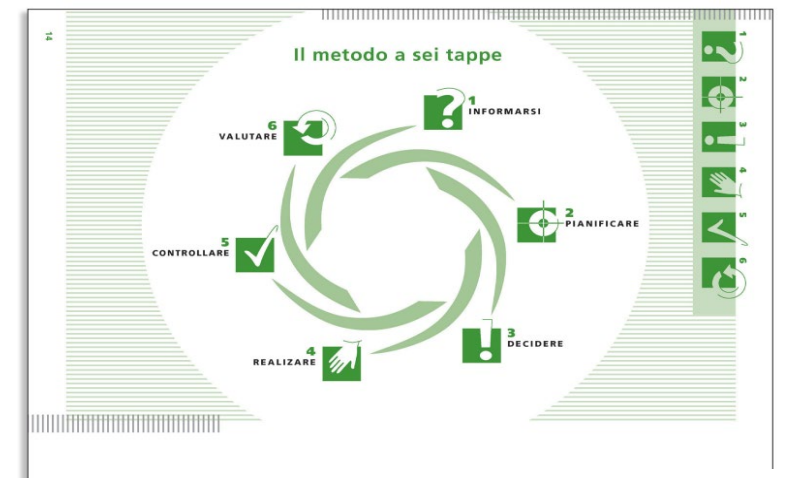 14
Il metodo a sei tappe
1
INFORMARSI
2
PIANIFICARE
3
DECIDERE
4
REALIZZARE
5
CONTROLLARE
6
VALUTARE
1
2
3
4
5
6